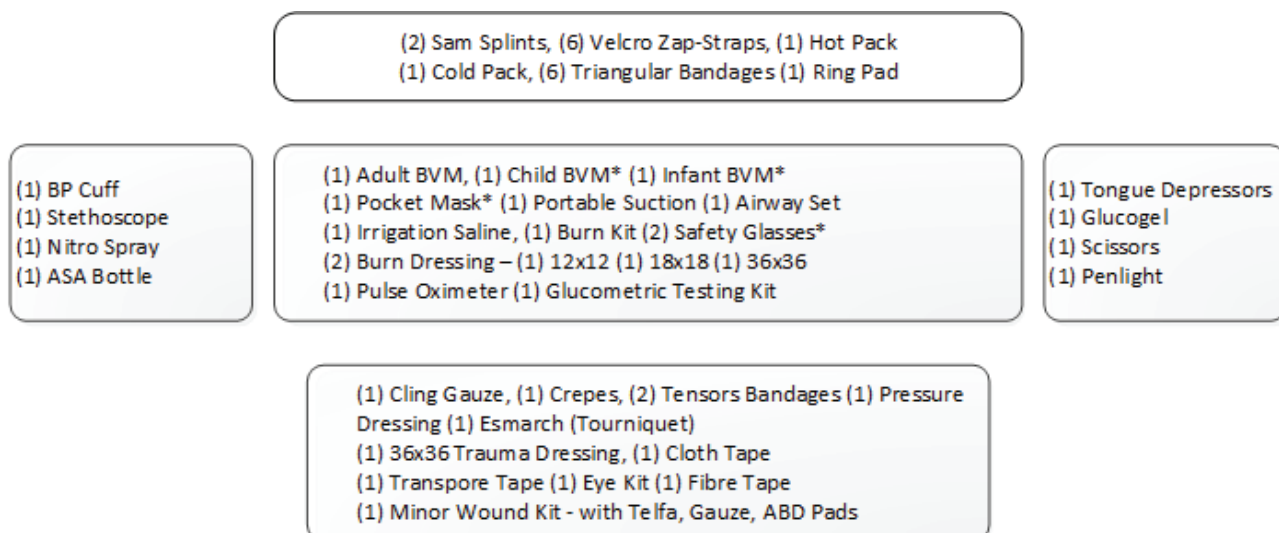 (2) Sam Splints, (6) Velcro Zap-Straps, (1) Hot Pack
(1) Cold Pack, (6) Triangular Bandages (1) Ring Pad
(1) BP Cuff
(1) Stethoscope
(1) Nitro Spray
(1) ASA Bottle
(1) Adult BVM, (1) Child BVM* (1) Infant BVM*
(1) Pocket Mask* (1) Portable Suction (1) Airway Set
(1) Irrigation Saline, (1) Burn Kit (2) Safety Glasses*
(2) Burn Dressing – (1) 12x12 (1) 18x18 (1) 36x36
(1) Pulse Oximeter (1) Glucometric Testing Kit
(1) Tongue Depressors
(1) Glucogel
(1) Scissors
(1) Penlight
(1) Cling Gauze, (1) Crepes, (2) Tensors Bandages (1) Pressure
Dressing (1) Esmarch (Tourniquet)
(1) 36x36 Trauma Dressing, (1) Cloth Tape
(1) Transpore Tape (1) Eye Kit (1) Fibre Tape
(1) Minor Wound Kit - with Telfa, Gauze, ABD Pads